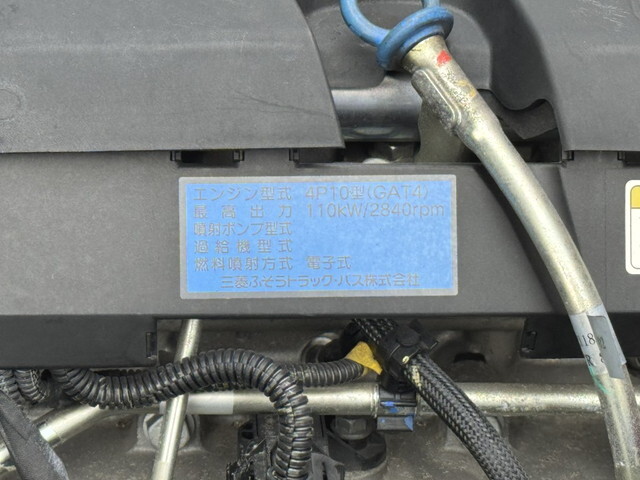 エンジン型式 4P10型(GAT4)
最高出力 110kW/2840rpm
噴射ポンプ型式
過給機型式
燃料噴射方式 電子式
三菱ふそうトラック・バス株式会社
18